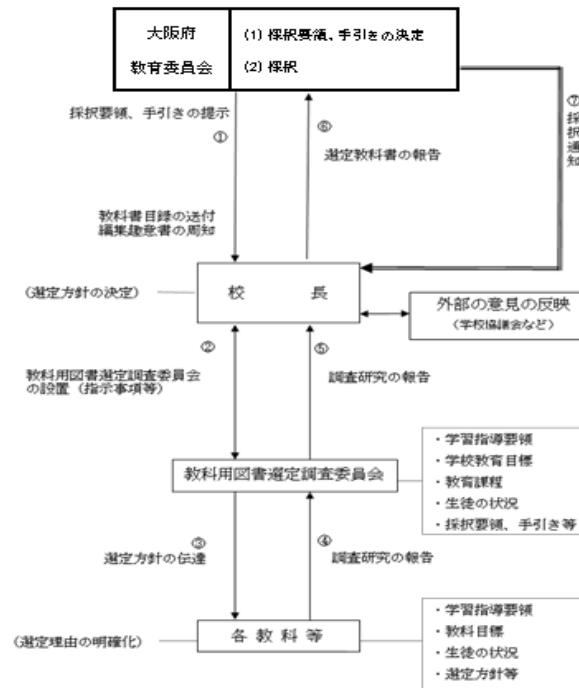 大阪府
教育委員会
(1) 採択要領、手引きの決定
(2) 採択
採択要領、手引きの提示
①
⑥
選定教科書の報告
⑦
採択通知
教科書目録の送付
編集趣意書の周知
(選定方針の決定)
校 長
外部の意見の反映
(学校協議会など)
②
教科用図書選定調査委員会
の設置（指示事項等）
⑤
調査研究の報告
教科用図書選定調査委員会
・学習指導要領
・学校教育目標
・教育課程
・生徒の状況
・採択要領、手引き等
③
選定方針の伝達
④
調査研究の報告
(選定理由の明確化)
各 教 科 等
・学習指導要領
・教科目標
・生徒の状況
・選定方針等